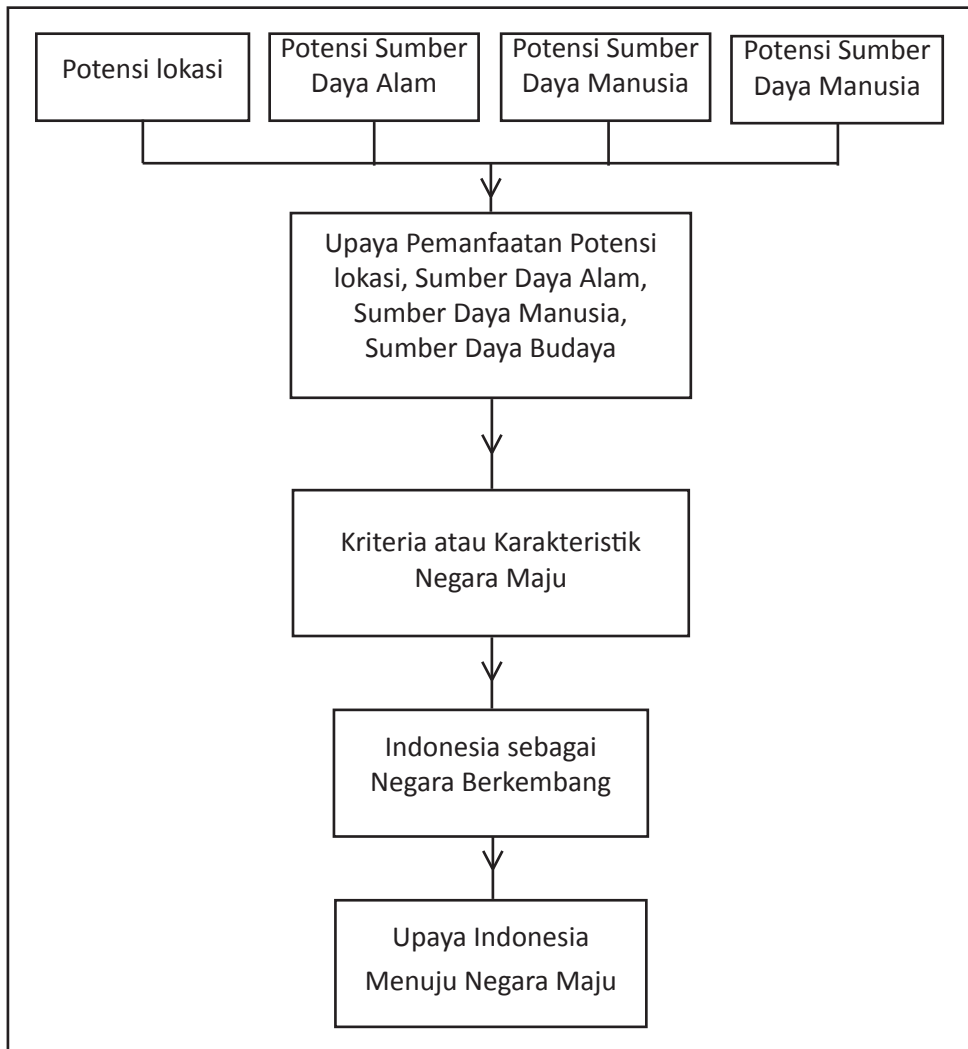 Potensi lokasi
Potensi Sumber
Daya Alam
Potensi Sumber
Daya Manusia
Potensi Sumber
Daya Manusia
Upaya Pemanfaatan Potensi
lokasi, Sumber Daya Alam,
Sumber Daya Manusia,
Sumber Daya Budaya
Kriteria atau Karakteristik
Negara Maju
Indonesia sebagai
Negara Berkembang
Upaya Indonesia
Menuju Negara Maju